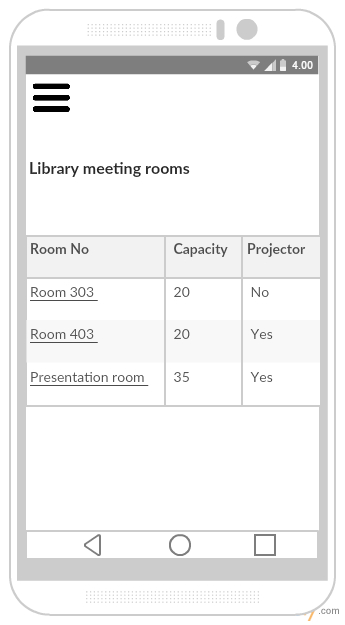 4.00
Library meeting rooms
Room No Capacity Projector
Room 303 20 No
Room 403 20 Yes
Presentation room 35 Yes
.com